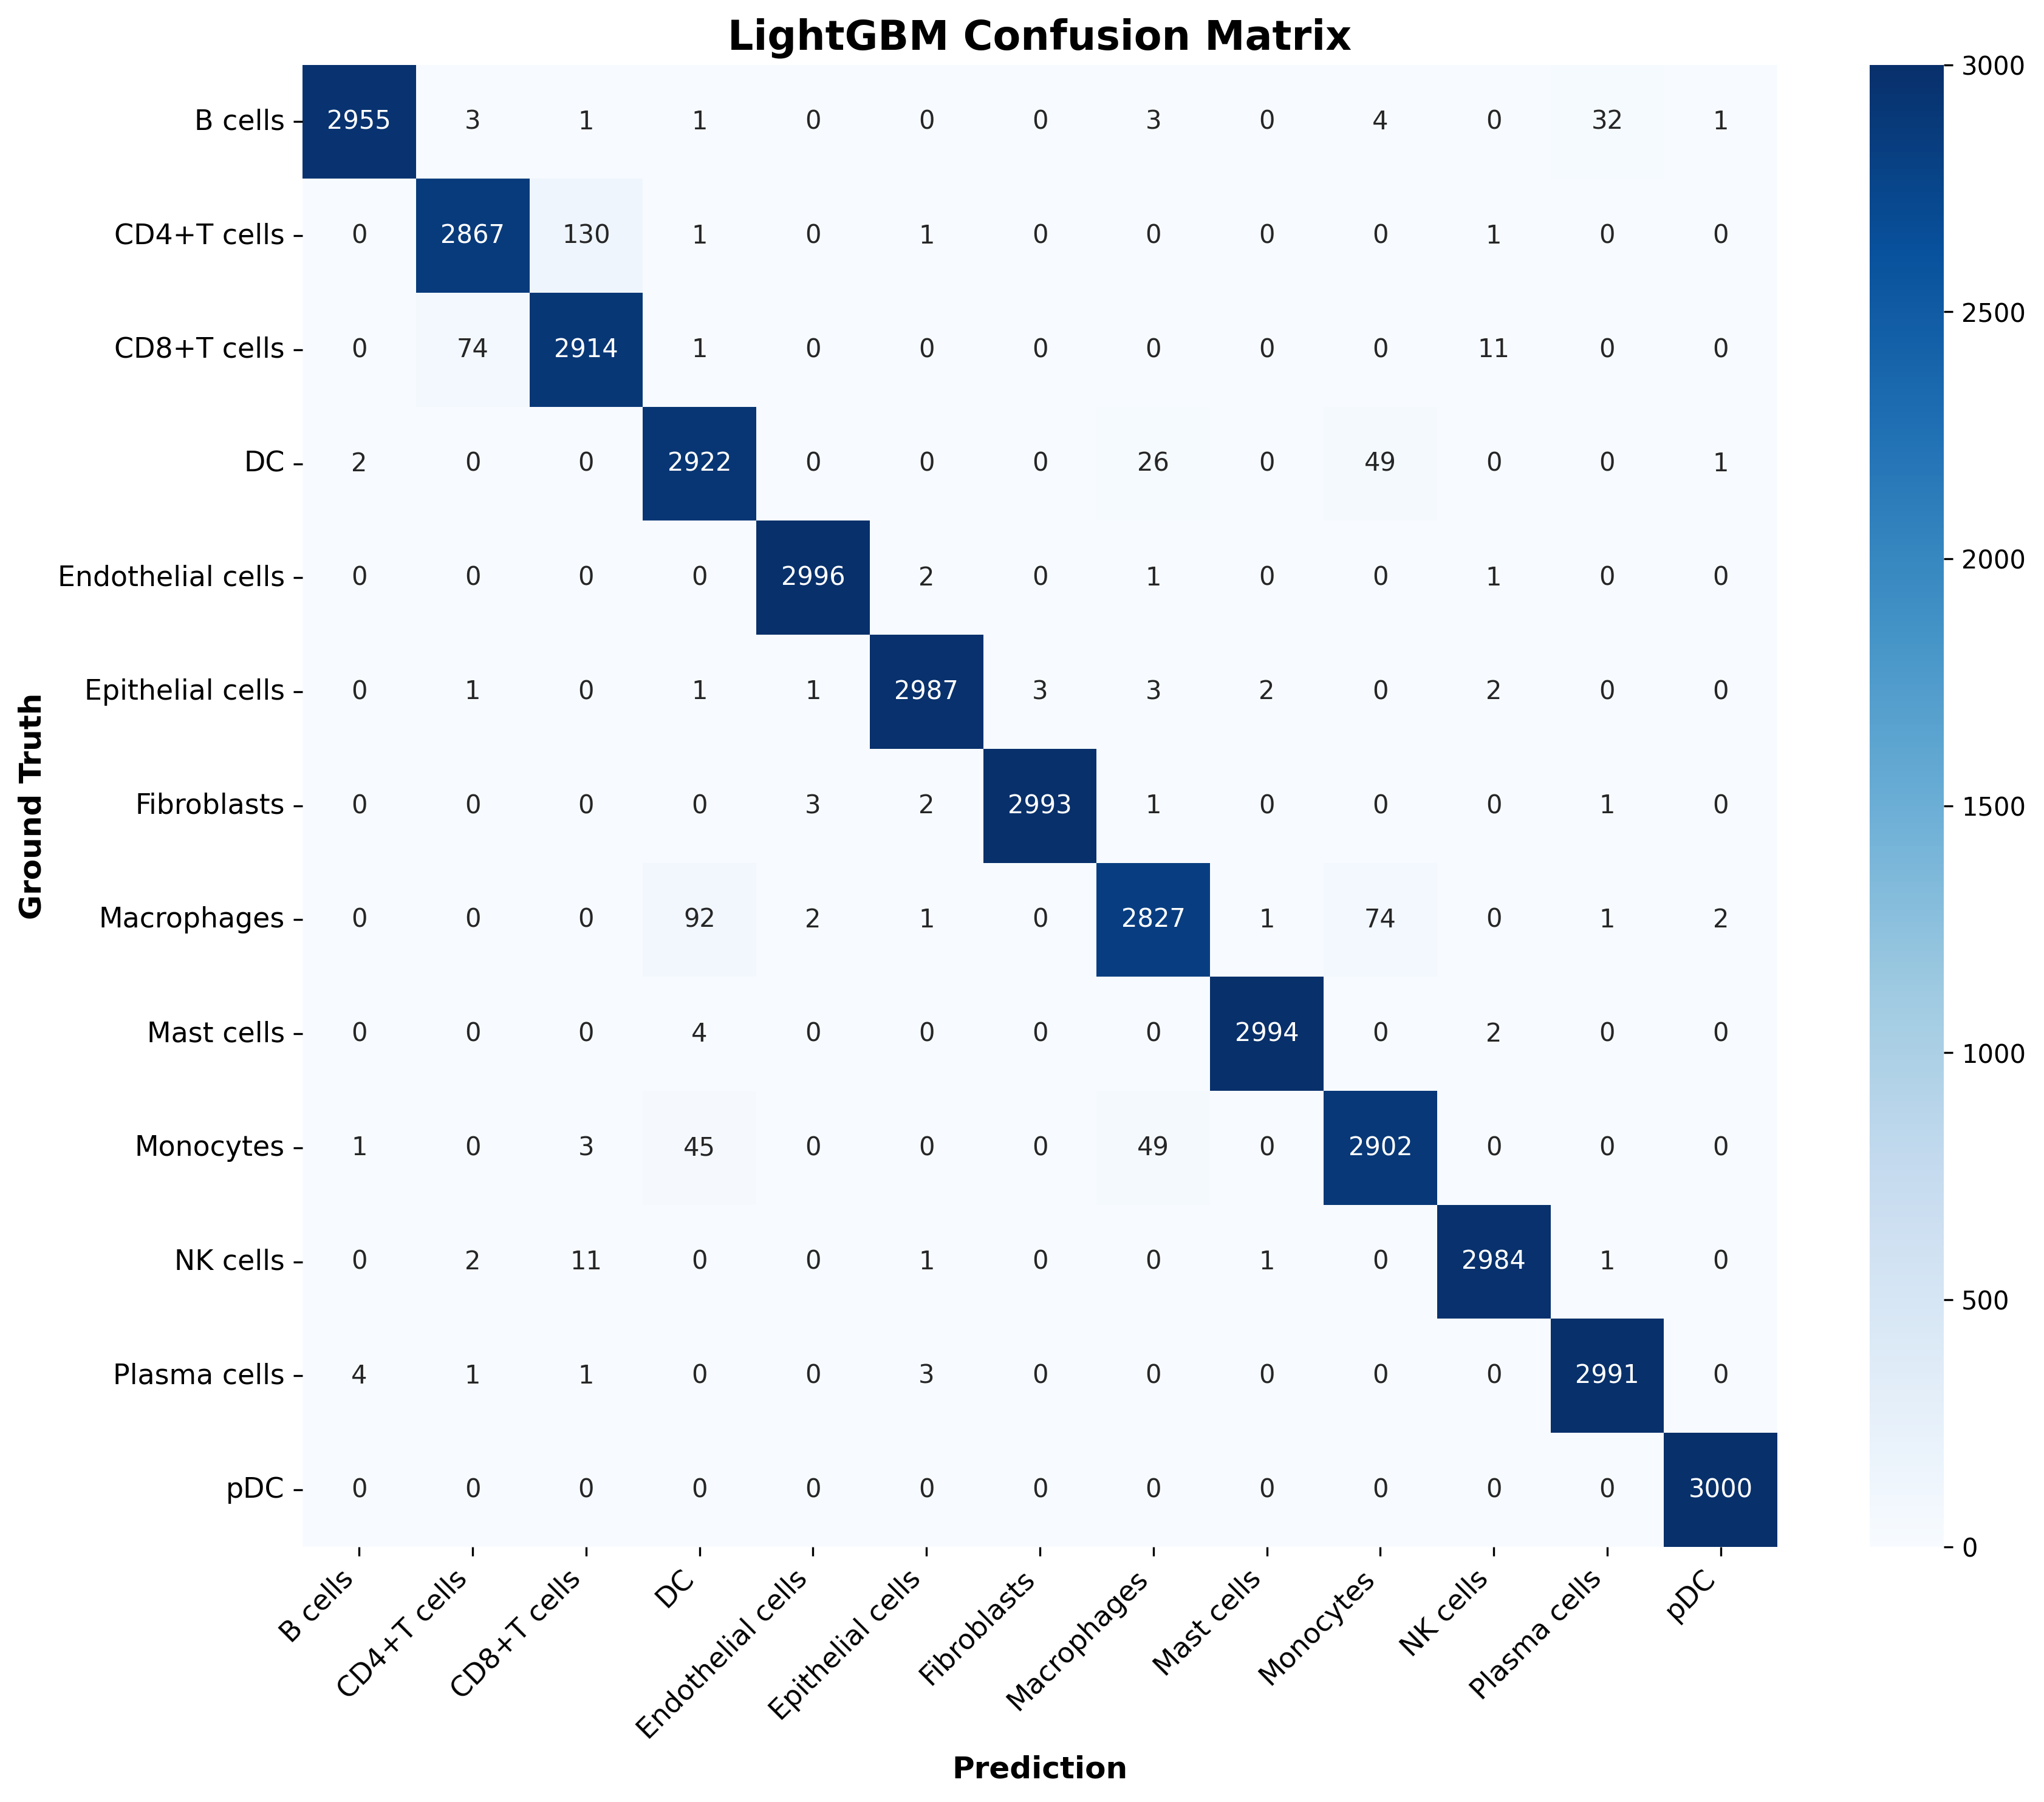 LightGBM Confusion Matrix
B cells 2955 3 1 1 0 0 0 3 0 4 0 32 1
CD4+T cells 0 2867 130 1 0 1 0 0 0 0 1 0 0
CD8+T cells 0 74 2914 1 0 0 0 0 0 0 11 0 0
DC 2 0 0 2922 0 0 0 26 0 49 0 0 1
Endothelial cells 0 0 0 0 2996 2 0 1 0 0 1 0 0
Epithelial cells 0 1 0 1 1 2987 3 3 2 0 2 0 0
Fibroblasts 0 0 0 0 3 2 2993 1 0 0 0 1 0
Macrophages 0 0 0 92 2 1 0 2827 1 74 0 1 2
Mast cells 0 0 0 4 0 0 0 0 2994 0 2 0 0
Monocytes 1 0 3 45 0 0 0 49 0 2902 0 0 0
NK cells 0 2 11 0 0 1 0 0 1 0 2984 1 0
Plasma cells 4 1 1 0 0 3 0 0 0 0 0 2991 0
pDC 0 0 0 0 0 0 0 0 0 0 0 0 3000
Ground Truth
B cells
CD4+T cells
CD8+T cells
DC
Endothelial cells
Epithelial cells
Fibroblasts
Macrophages
Mast cells
Monocytes
NK cells
Plasma cells
pDC
Prediction
3000
2500
2000
1500
1000
500
0